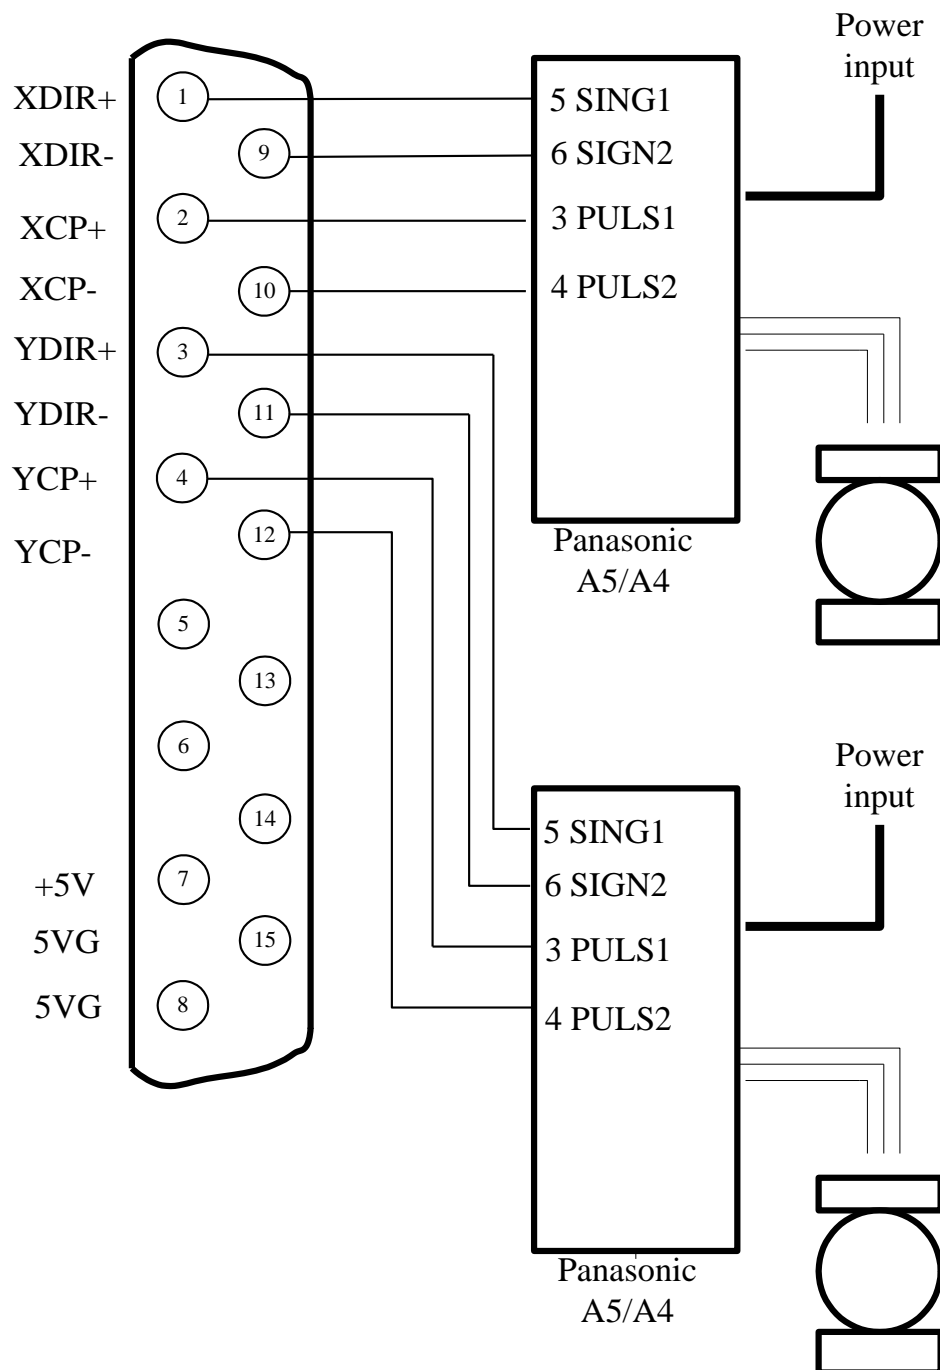 Power
input
XDIR+ 1 5 SING1
XDIR- 9 6 SIGN2
XCP+ 2 3 PULS1
XCP- 10 4 PULS2
YDIR+ 3
YDIR- 11
YCP+ 4
YCP- 12
Panasonic
A5/A4
5
13
6
Power
input
14
5 SING1
+5V 7
6 SIGN2
5VG 15
3 PULS1
5VG 8
4 PULS2
Panasonic
A5/A4